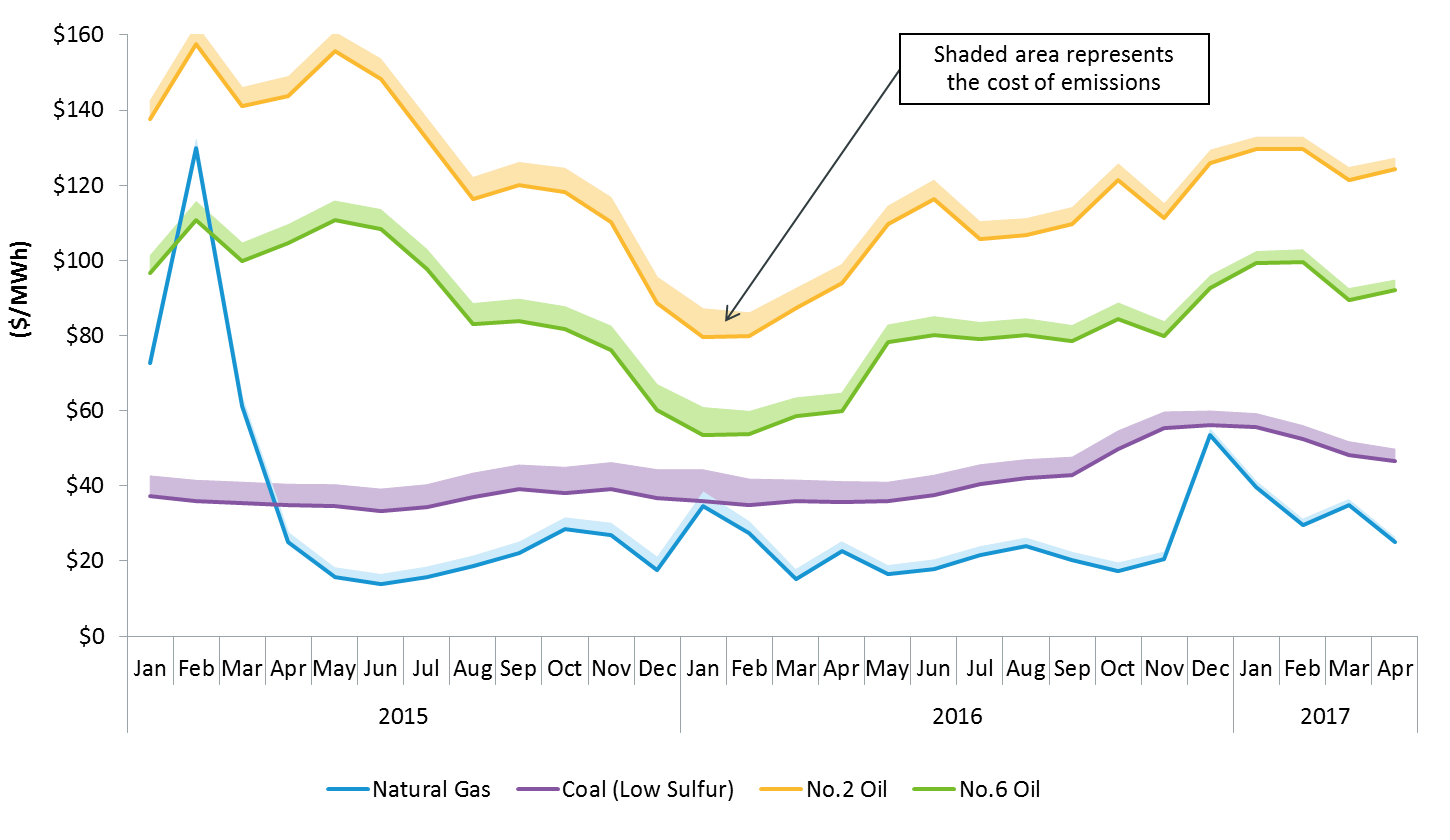 $160
$140
$120
$100
$80
$60
$40
$20
$0
($/MWh)
Shaded area represents
the cost of emissions
Jan Feb Mar Apr May Jun Jul Aug Sep Oct Nov Dec Jan Feb Mar Apr May Jun Jul Aug Sep Oct Nov Dec Jan Feb Mar Apr
2015 2016 2017
Natural Gas Coal (Low Sulfur) No.2 Oil No.6 Oil